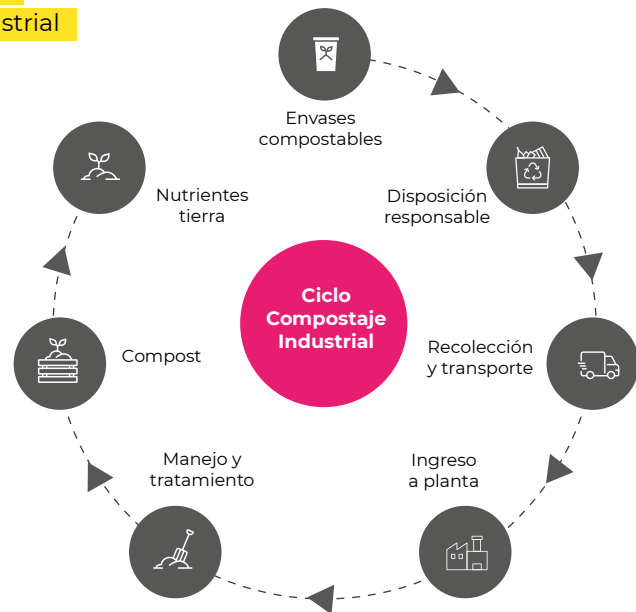 strial
Envases
compostables
Disposición
responsable
Nutrientes
tierra
Ciclo
Compostaje
Industrial
Recolección
y transporte
Compost
Ingreso
a planta
Manejo y
tratamiento